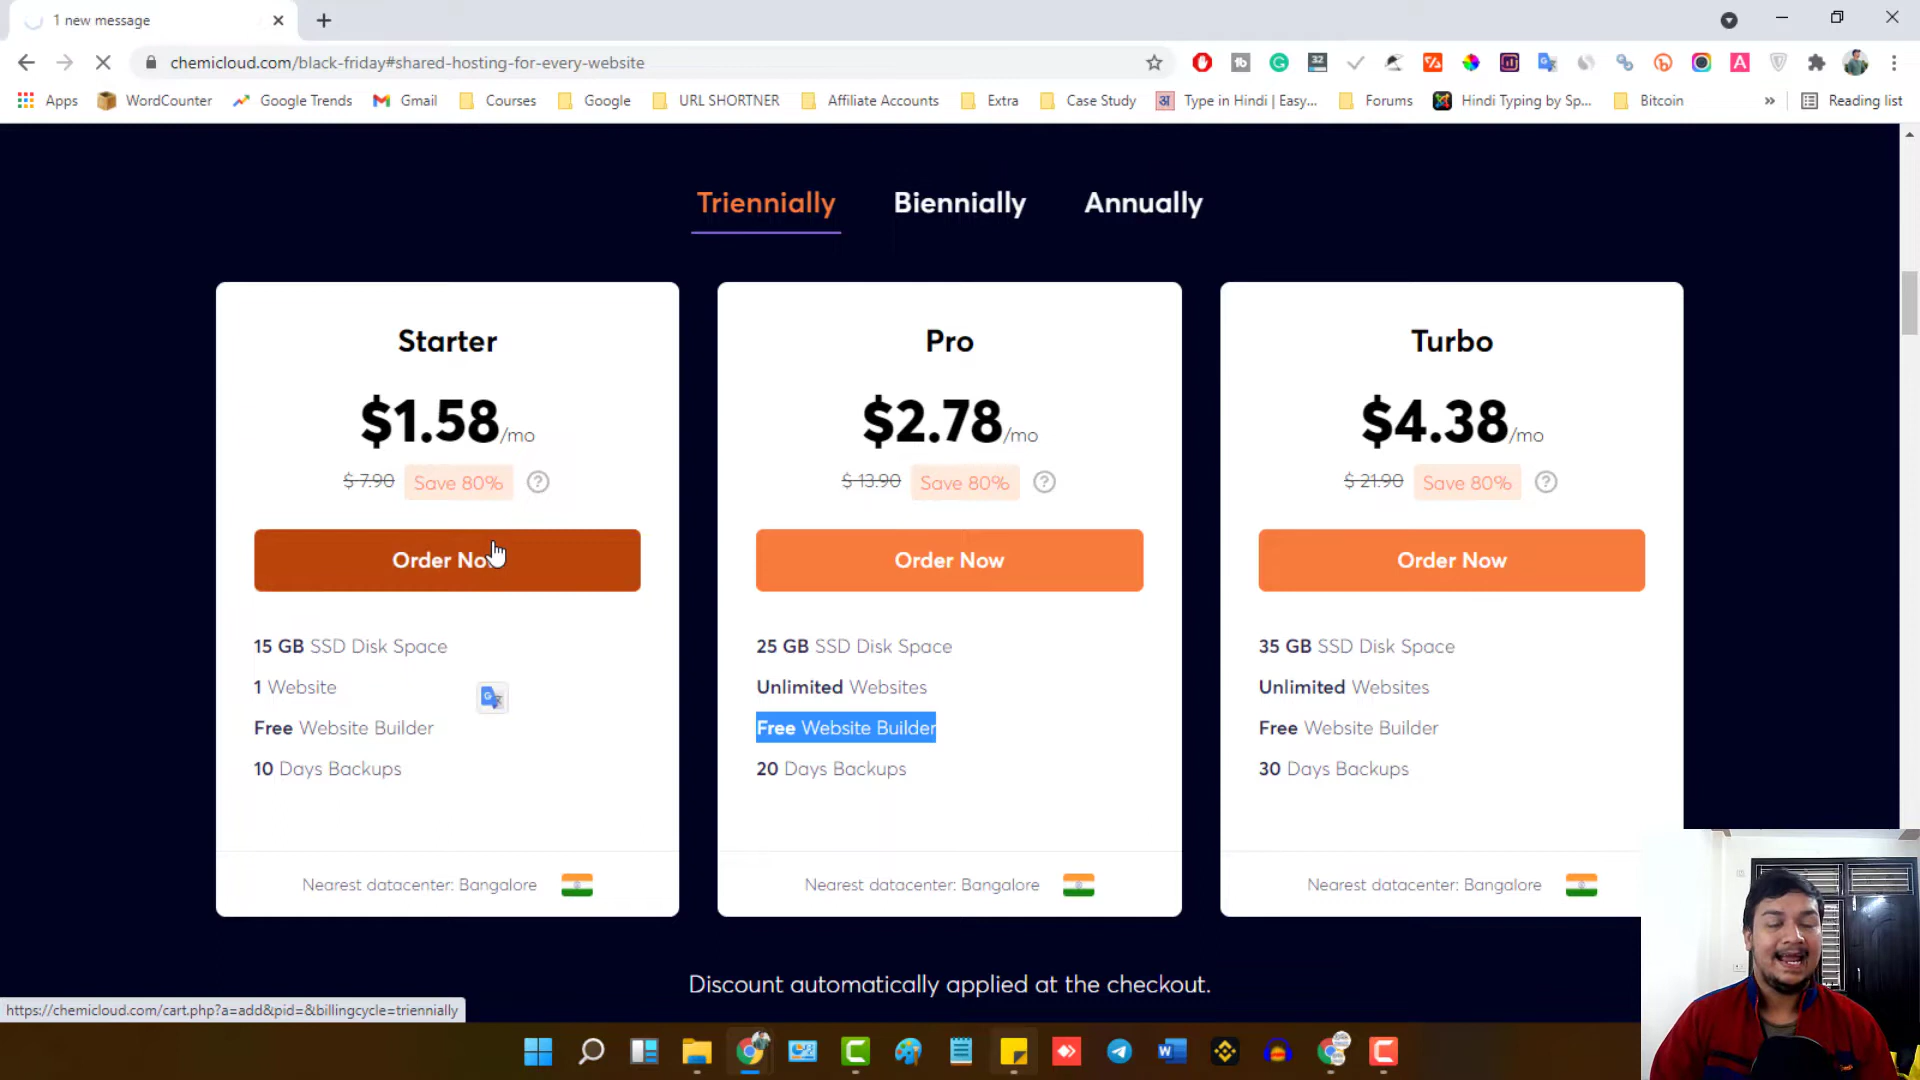 1 new message
chemicloud.com/black-friday#shared-hosting-for-every-website
Apps WordCounter Google Trends Gmail Courses Google URL SHORTNER Affiliate Accounts Extra Case Study Type in Hindi | Easy... Forums Hindi Typing by Sp... Bitcoin » Reading list
Triennially Biennially Annually
Starter
$1.58/mo
$ 7.90 Save 80% ?
Order Now
15 GB SSD Disk Space
1 Website
Free Website Builder
10 Days Backups
Nearest datacenter: Bangalore
Pro
$2.78/mo
$ 13.90 Save 80% ?
Order Now
25 GB SSD Disk Space
Unlimited Websites
Free Website Builder
20 Days Backups
Nearest datacenter: Bangalore
Turbo
$4.38/mo
$ 21.90 Save 80% ?
Order Now
35 GB SSD Disk Space
Unlimited Websites
Free Website Builder
30 Days Backups
Nearest datacenter: Bangalore
Discount automatically applied at the checkout.
https://chemicloud.com/cart.php?a=add&pid=&billingcycle=triennially